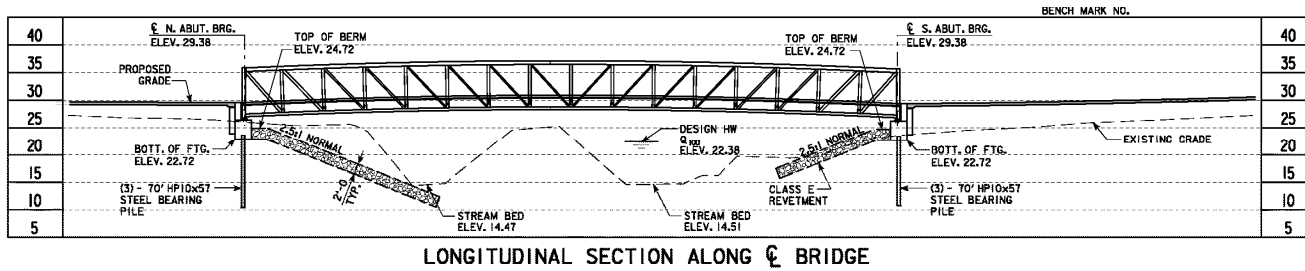 BENCH MARK NO.
40
35
30
25
20
15
10
5
℄ N. ABUT. BRG.
ELEV. 29.38
TOP OF BERM
ELEV. 24.72
PROPOSED
GRADE
BOTT. OF FTG.
ELEV. 22.72
(3) - 70' HP10x57
STEEL BEARING
PILE
2.5:1 NORMAL
2'-0
TYP.
STREAM BED
ELEV. 14.47
DESIGN HW
Q100
ELEV. 22.38
STREAM BED
ELEV. 14.51
TOP OF BERM
ELEV. 24.72
℄ S. ABUT. BRG.
ELEV. 29.38
2.5:1 NORMAL
CLASS E
REVETMENT
EXISTING GRADE
BOTT. OF FTG.
ELEV. 22.72
(3) - 70' HP10x57
STEEL BEARING
PILE
40
35
30
25
20
15
10
5
LONGITUDINAL SECTION ALONG ℄ BRIDGE